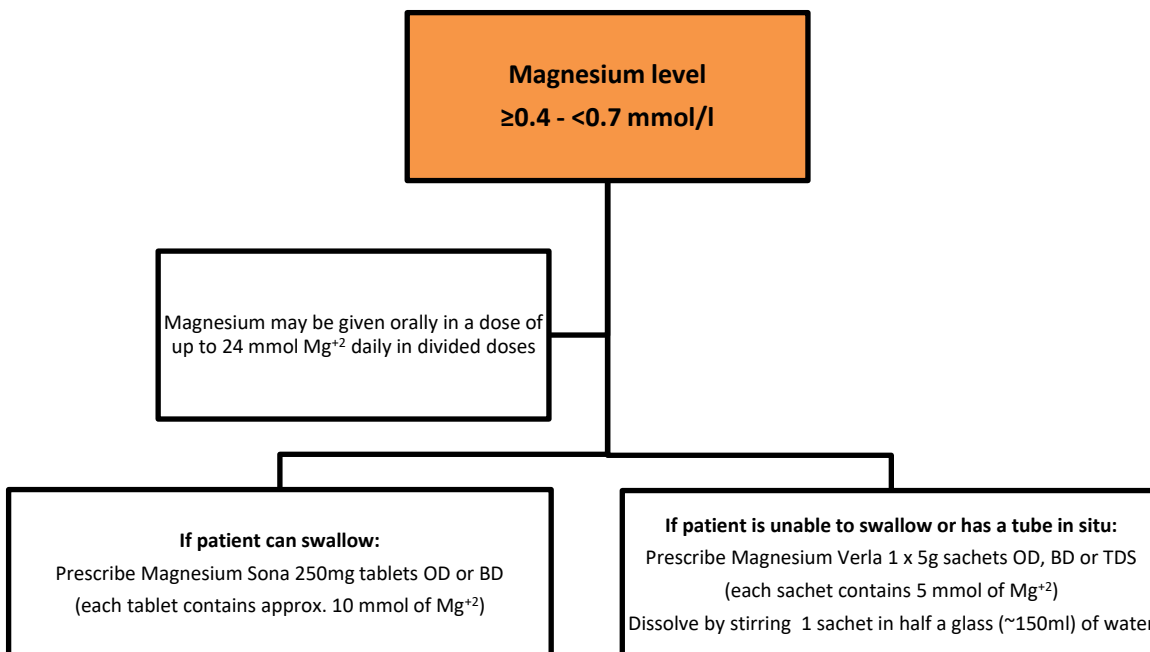 Magnesium level
≥0.4 - <0.7 mmol/l
Magnesium may be given orally in a dose of
up to 24 mmol Mg⁺² daily in divided doses
If patient can swallow:
Prescribe Magnesium Sona 250mg tablets OD or BD
(each tablet contains approx. 10 mmol of Mg⁺²)
If patient is unable to swallow or has a tube in situ:
Prescribe Magnesium Verla 1 x 5g sachets OD, BD or TDS
(each sachet contains 5 mmol of Mg⁺²)
Dissolve by stirring 1 sachet in half a glass (~150ml) of water